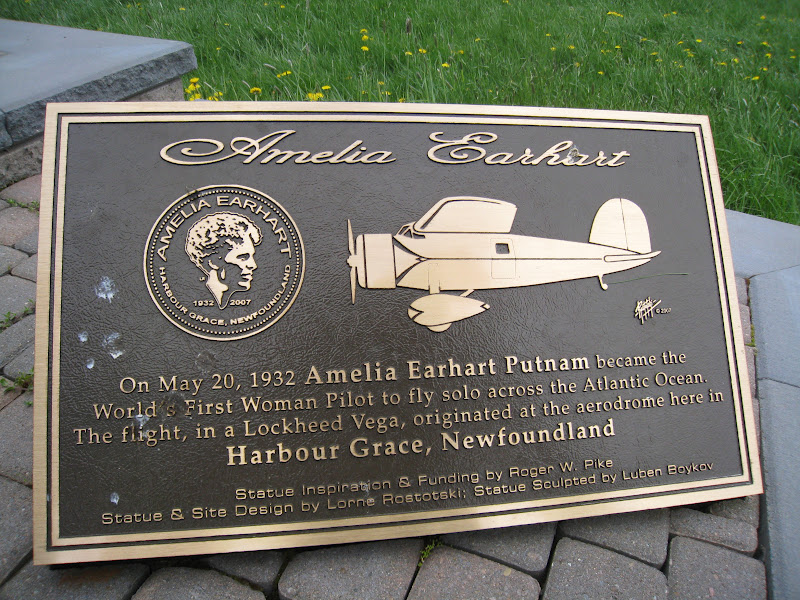 Amelia Earhart
AMELIA EARHART
1932 2007
HARBOUR GRACE, NEWFOUNDLAND
© 2007
On May 20, 1932 Amelia Earhart Putnam became the
World's First Woman Pilot to fly solo across the Atlantic Ocean.
The flight, in a Lockheed Vega, originated at the aerodrome here in
Harbour Grace, Newfoundland
Statue Inspiration & Funding by Roger W. Pike
Statue & Site Design by Lorne Rostotski; Statue Sculpted by Luben Boykov